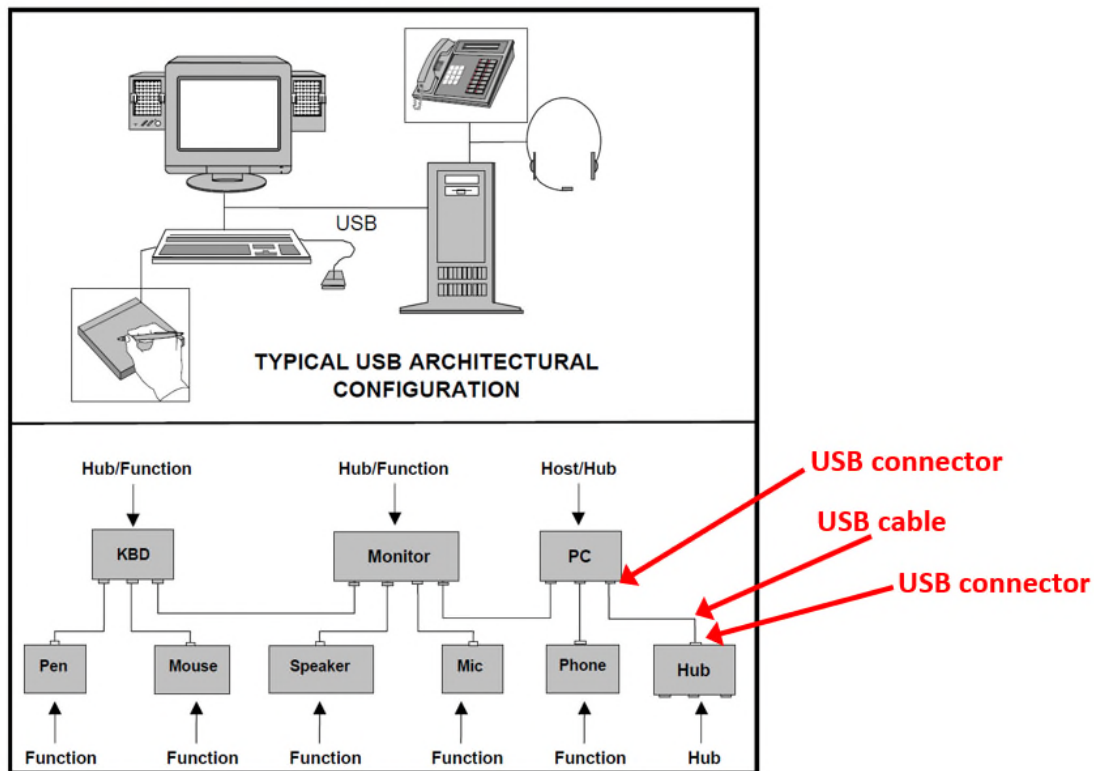 USB
TYPICAL USB ARCHITECTURAL
CONFIGURATION
Hub/Function
Hub/Function
Host/Hub
USB connector
USB cable
USB connector
KBD
Monitor
PC
Pen
Mouse
Speaker
Mic
Phone
Hub
Function
Function
Function
Function
Function
Hub